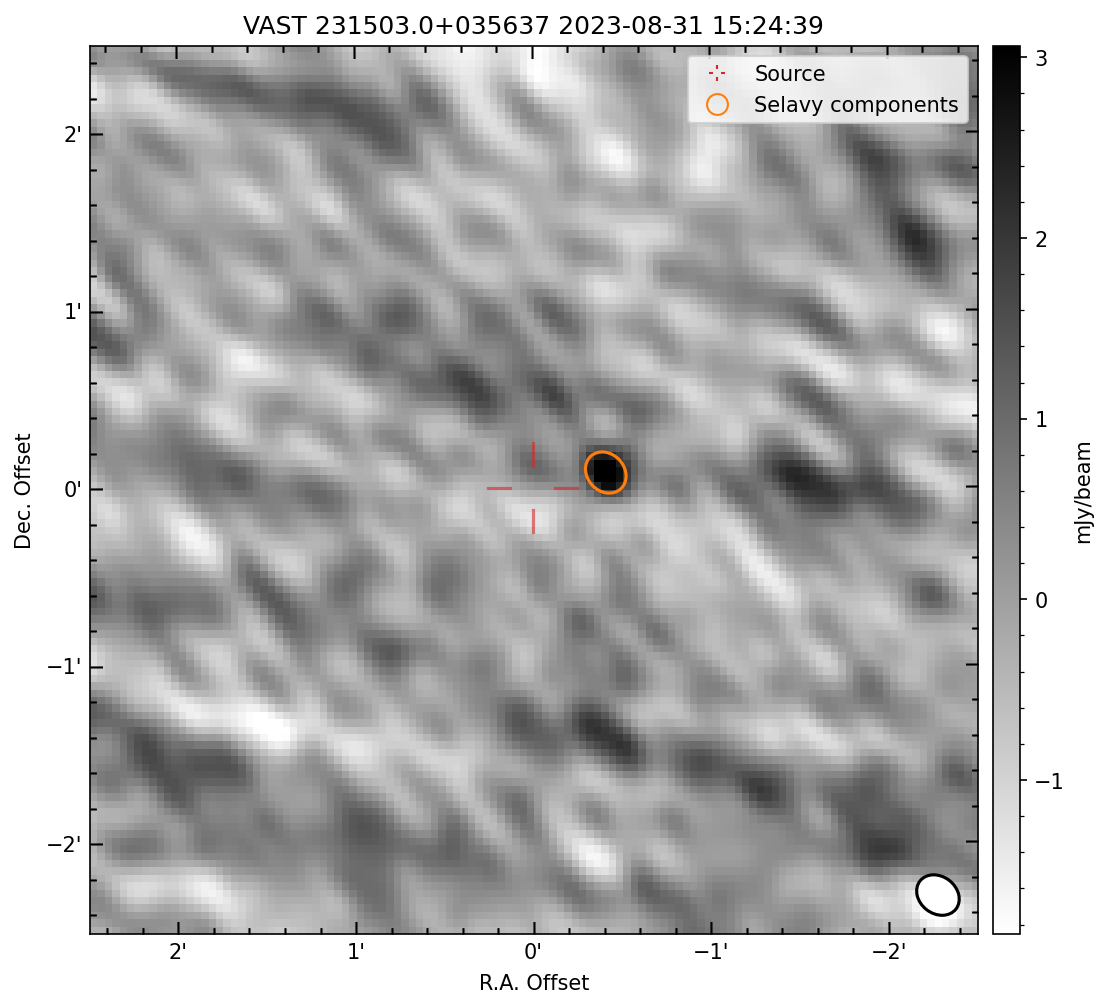 VAST 231503.0+035637 2023-08-31 15:24:39
Source
Selavy components
2'
1'
0'
−1'
−2'
Dec. Offset
2'
1'
0'
−1'
−2'
R.A. Offset
3
2
1
0
−1
mJy/beam